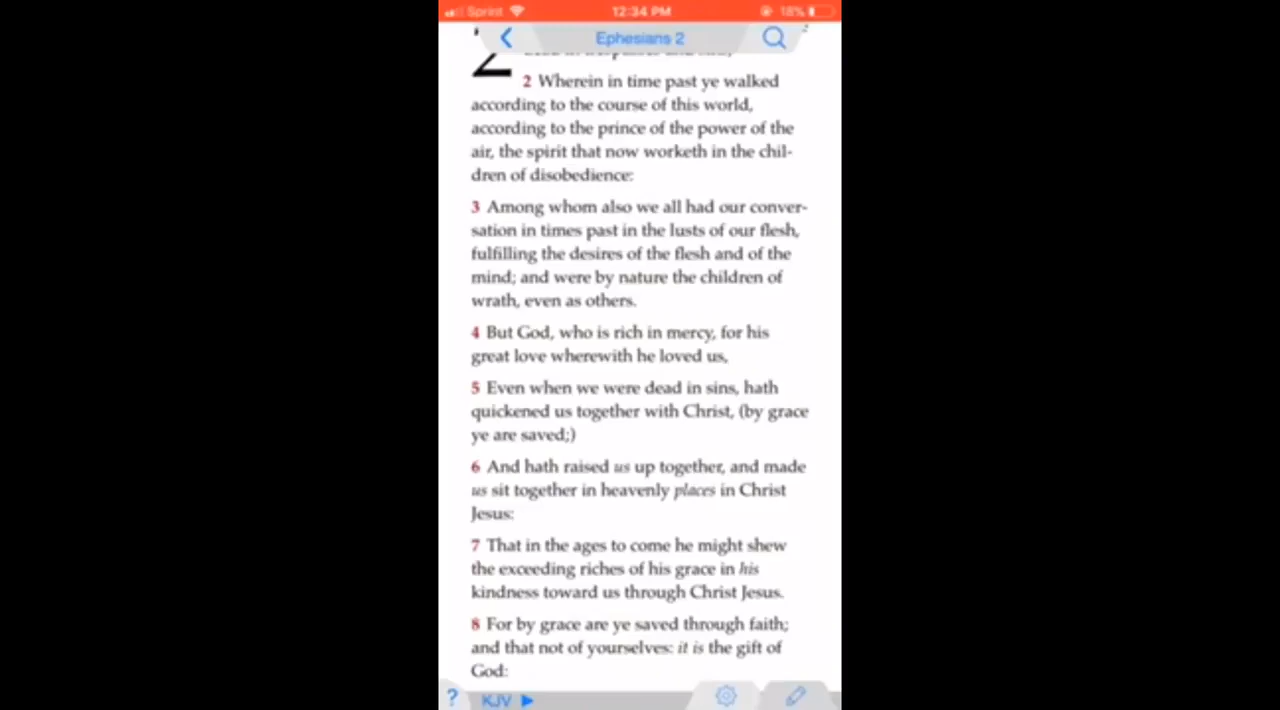 Sprint 12:34 PM 18%
Ephesians 2
2
2 Wherein in time past ye walked
according to the course of this world,
according to the prince of the power of the
air, the spirit that now worketh in the chil-
dren of disobedience:
3 Among whom also we all had our conver-
sation in times past in the lusts of our flesh,
fulfilling the desires of the flesh and of the
mind; and were by nature the children of
wrath, even as others.
4 But God, who is rich in mercy, for his
great love wherewith he loved us,
5 Even when we were dead in sins, hath
quickened us together with Christ, (by grace
ye are saved;)
6 And hath raised us up together, and made
us sit together in heavenly places in Christ
Jesus:
7 That in the ages to come he might shew
the exceeding riches of his grace in his
kindness toward us through Christ Jesus.
8 For by grace are ye saved through faith;
and that not of yourselves: it is the gift of
God:
? KJV